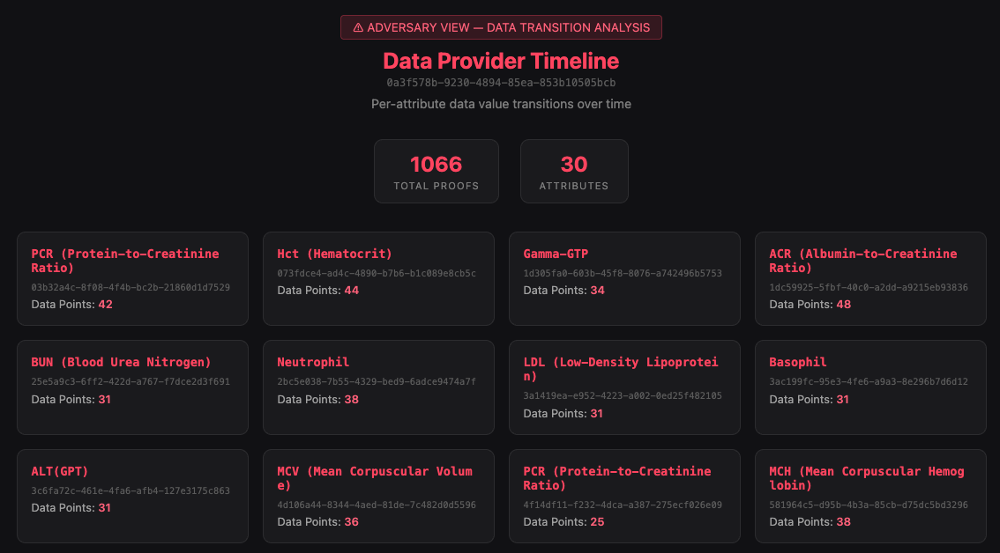 ⚠ ADVERSARY VIEW — DATA TRANSITION ANALYSIS
Data Provider Timeline
0a3f578b-9230-4894-85ea-853b10505bcb
Per-attribute data value transitions over time
1066
TOTAL PROOFS
30
ATTRIBUTES
PCR (Protein-to-Creatinine
Ratio)
03b32a4c-8f08-4f4b-bc2b-21860d1d7529
Data Points: 42
Hct (Hematocrit)
073fdce4-ad4c-4890-b7b6-b1c089e8cb5c
Data Points: 44
Gamma-GTP
1d305fa0-603b-45f8-8076-a742496b5753
Data Points: 34
ACR (Albumin-to-Creatinine
Ratio)
1dc59925-5fbf-40c0-a2dd-a9215eb93836
Data Points: 48
BUN (Blood Urea Nitrogen)
25e5a9c3-6ff2-422d-a767-f7dce2d3f691
Data Points: 31
Neutrophil
2bc5e038-7b55-4329-bed9-6adce9474a7f
Data Points: 38
LDL (Low-Density Lipoprotei
n)
3a1419ea-e952-4223-a002-0ed25f482105
Data Points: 31
Basophil
3ac199fc-95e3-4fe6-a9a3-8e296b7d6d12
Data Points: 31
ALT(GPT)
3c6fa72c-461e-4fa6-afb4-127e3175c863
Data Points: 31
MCV (Mean Corpuscular Volum
e)
4d106a44-8344-4aed-81de-7c482d0d5596
Data Points: 36
PCR (Protein-to-Creatinine
Ratio)
4f14df11-f232-4dca-a387-275ecf026e09
Data Points: 25
MCH (Mean Corpuscular Hemog
lobin)
581964c5-d95b-4b3a-85cb-d75dc5bd3296
Data Points: 38